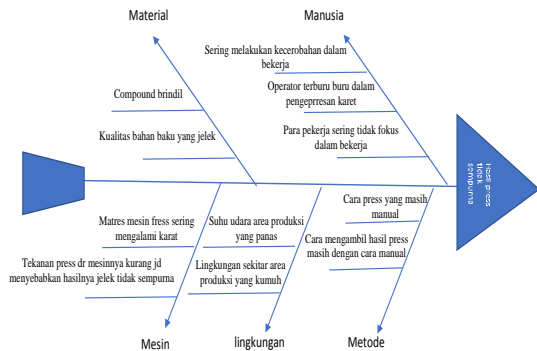 Material
Manusia
Sering melakukan kecerobahan dalam
bekerja
Compound brindil
Operator terburu buru dalam
pengeprresan karet
Kualitas bahan baku yang jelek
Para pekerja sering tidak fokus
dalam bekerja
Hasil press
tidak
sempurna
Matres mesin fress sering
mengalami karat
Suhu udara area produksi
yang panas
Cara press yang masih
manual
Tekanan press dr mesinnya kurang jd
menyebabkan hasilnya jelek tidak sempurna
Lingkungan sekitar area
produksi yang kumuh
Cara mengambil hasil press
masih dengan cara manual
Mesin
lingkungan
Metode